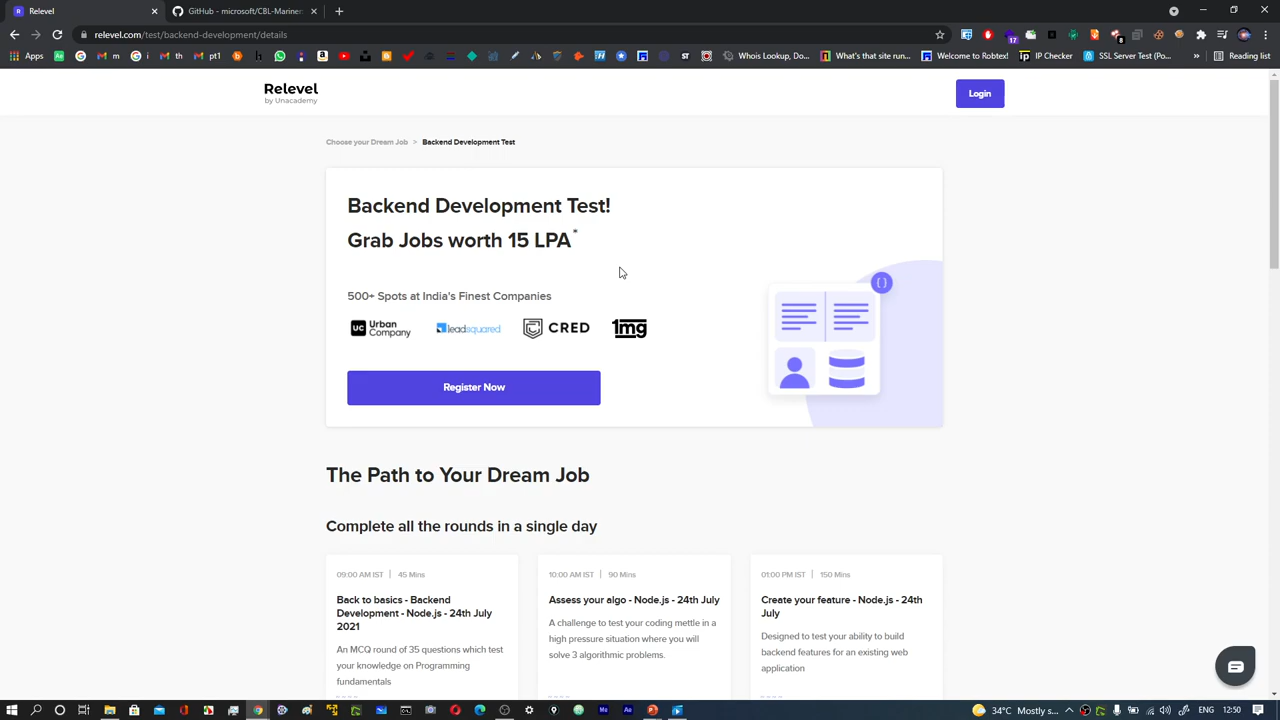 Relevel
GitHub - microsoft/CBL-Mariner:
relevel.com/test/backend-development/details
17
Apps
G m
G i
th
pt1
bi
Whois Lookup, Do...
What's that site run...
Welcome to Robtex!
IP Checker
SSL Server Test (Po...
Reading list
Relevel
by Unacademy
Login
Choose your Dream Job > Backend Development Test
Backend Development Test!
Grab Jobs worth 15 LPA*
500+ Spots at India's Finest Companies
UC Urban Company
leadsquared
CRED
1mg
Register Now
The Path to Your Dream Job
Complete all the rounds in a single day
09:00 AM IST | 45 Mins
Back to basics - Backend
Development - Node.js - 24th July
2021
An MCQ round of 35 questions which test
your knowledge on Programming
fundamentals
10:00 AM IST | 90 Mins
Assess your algo - Node.js - 24th July
A challenge to test your coding mettle in a
high pressure situation where you will
solve 3 algorithmic problems.
01:00 PM IST | 150 Mins
Create your feature - Node.js - 24th
July
Designed to test your ability to build
backend features for an existing web
application
34°C Mostly ...
ENG
12:50